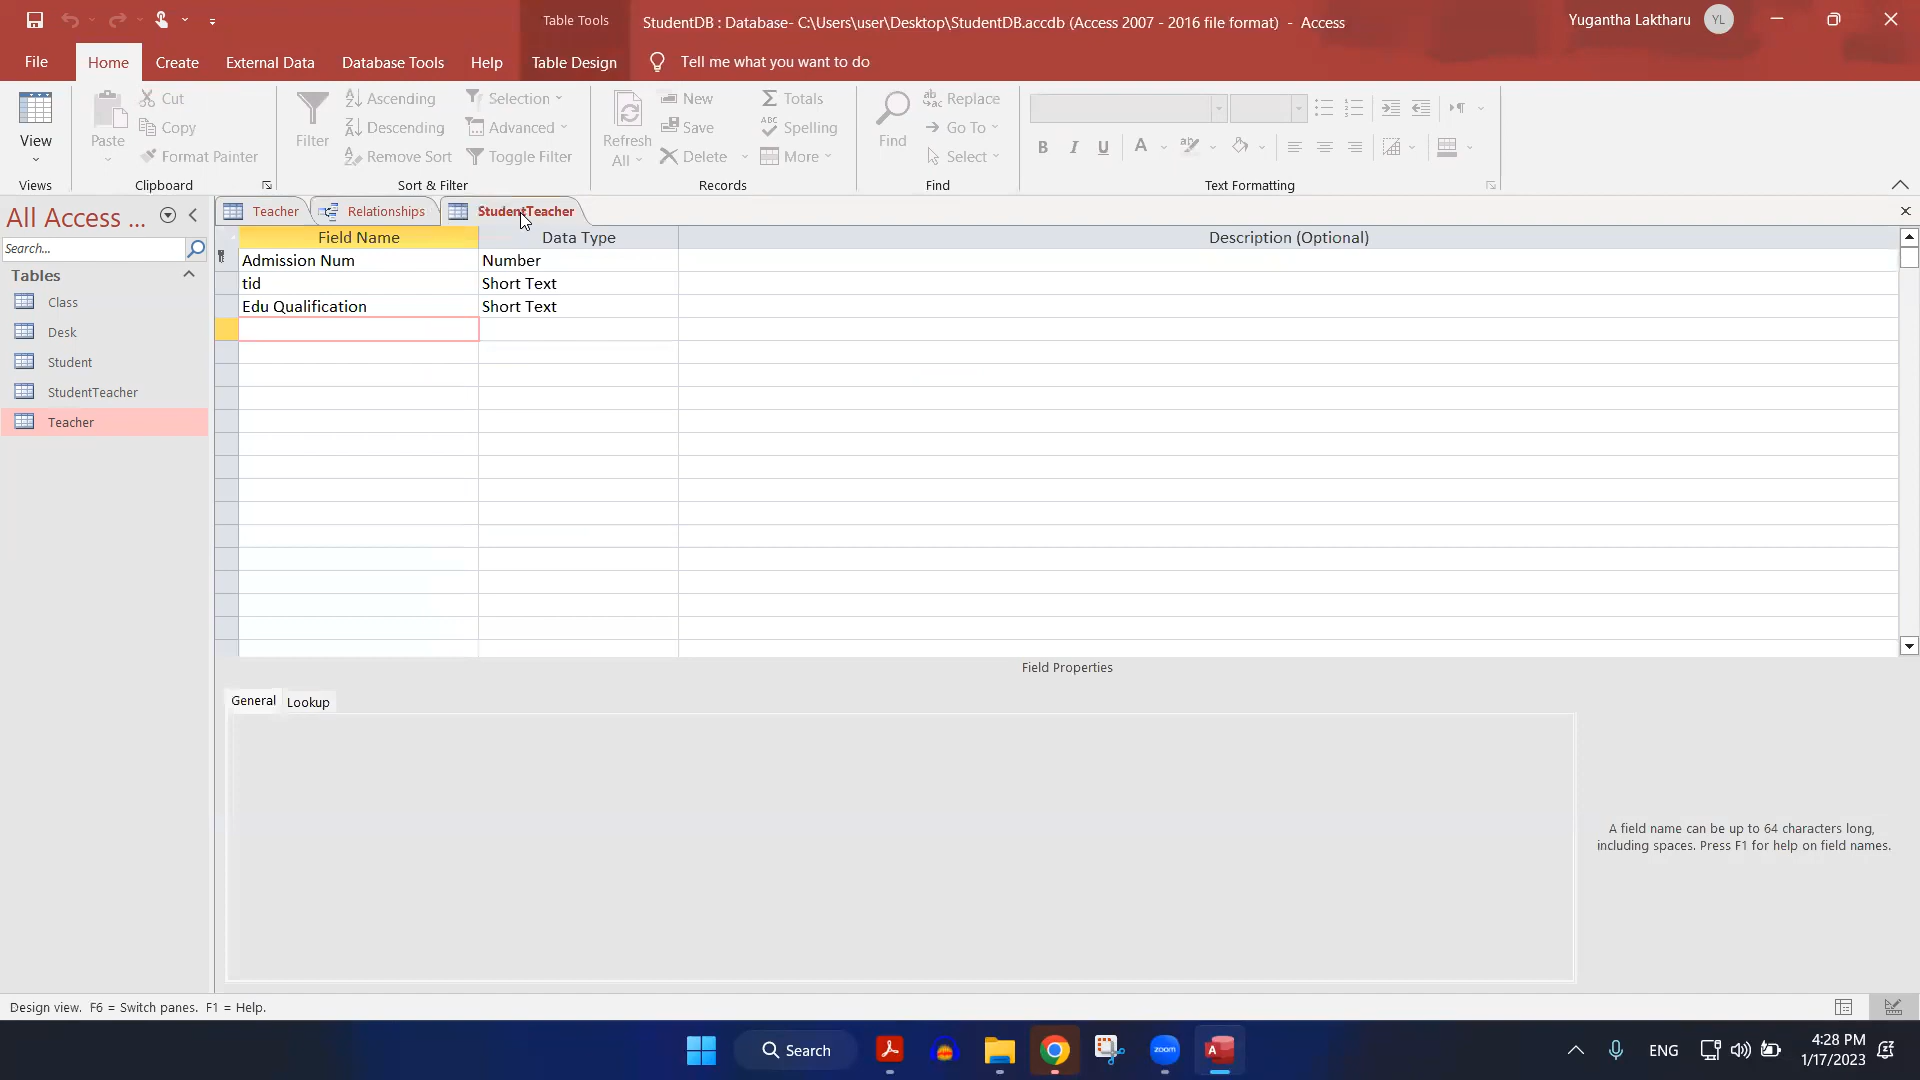 Table Tools
StudentDB : Database- C:\Users\user\Desktop\StudentDB.accdb (Access 2007 - 2016 file format) - Access
Yugantha Laktharu
YL
File
Home
Create
External Data
Database Tools
Help
Table Design
Tell me what you want to do
View
Views
Paste
Cut
Copy
Format Painter
Clipboard
Filter
Ascending
Descending
Remove Sort
Selection
Advanced
Toggle Filter
Sort & Filter
Refresh
All
New
Save
Delete
Totals
Spelling
More
Records
Find
Replace
Go To
Select
Find
B I U A
Text Formatting
All Access ...
Search...
Tables
Class
Desk
Student
StudentTeacher
Teacher
Teacher
Relationships
StudentTeacher
Field Name
Data Type
Description (Optional)
Admission Num
Number
tid
Short Text
Edu Qualification
Short Text
Field Properties
General
Lookup
A field name can be up to 64 characters long,
including spaces. Press F1 for help on field names.
Design view. F6 = Switch panes. F1 = Help.
Search
zoom
ENG
4:28 PM
1/17/2023